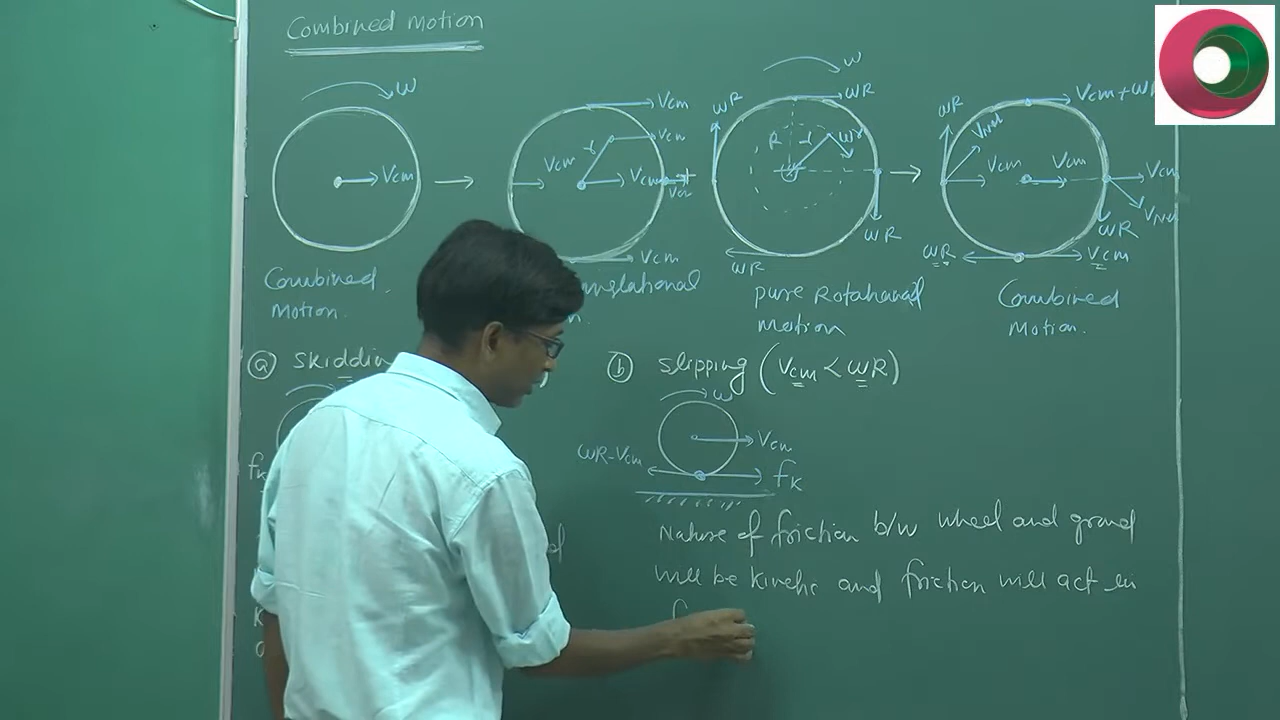 Combined Motion
ω
Vcm
Vcm
Vcm
Vcm
r
Vcm
Vcm
+
ω
ωR
ωR
R
r
ωr
ωR
ωR
Vcm + ωR
ωR
Vnet
Vcm
Vcm
Vcm
Vnet
ωR
ωR
Vcm
Combined
Motion.
pure Rotational
Motion
Combined
Motion.
ⓐ skiddin
ⓑ slipping (Vcm < ωR)
ω
Vcm
ωR-Vcm
fK
fK
Nature of friction b/w wheel and ground
will be kinetic and friction will act in